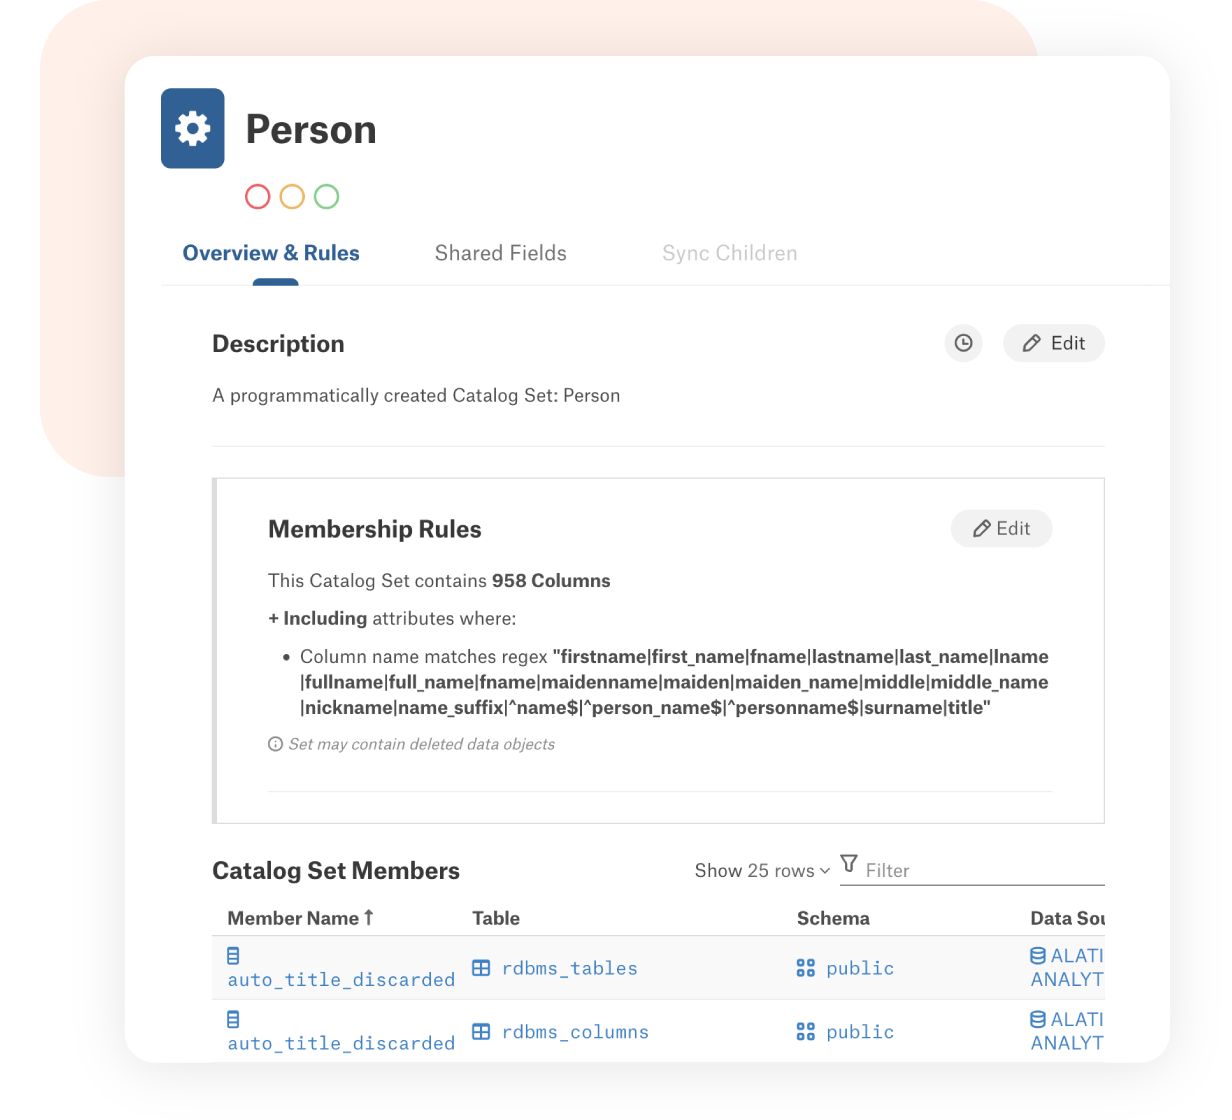 Person
Overview & Rules Shared Fields Sync Children
Description Edit
A programmatically created Catalog Set: Person
Membership Rules Edit
This Catalog Set contains 958 Columns
+ Including attributes where:
• Column name matches regex "firstname|first_name|fname|lastname|last_name|lname
|fullname|full_name|fname|maidenname|maiden|maiden_name|middle|middle_name
|nickname|name_suffix|^name$|^person_name$|^personname$|surname|title"
Set may contain deleted data objects
Catalog Set Members Show 25 rows Filter
Member Name ↑ Table Schema Data Sou
auto_title_discarded rdbms_tables public ALATI
ANALYT
auto_title_discarded rdbms_columns public ALATI
ANALYT